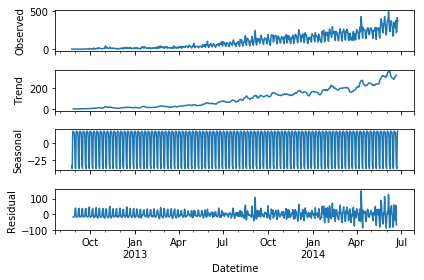 Observed
500
0
Trend
200
0
Seasonal
0
−25
Residual
100
0
−100
Oct
Jan
2013
Apr
Jul
Oct
Jan
2014
Apr
Jul
Datetime